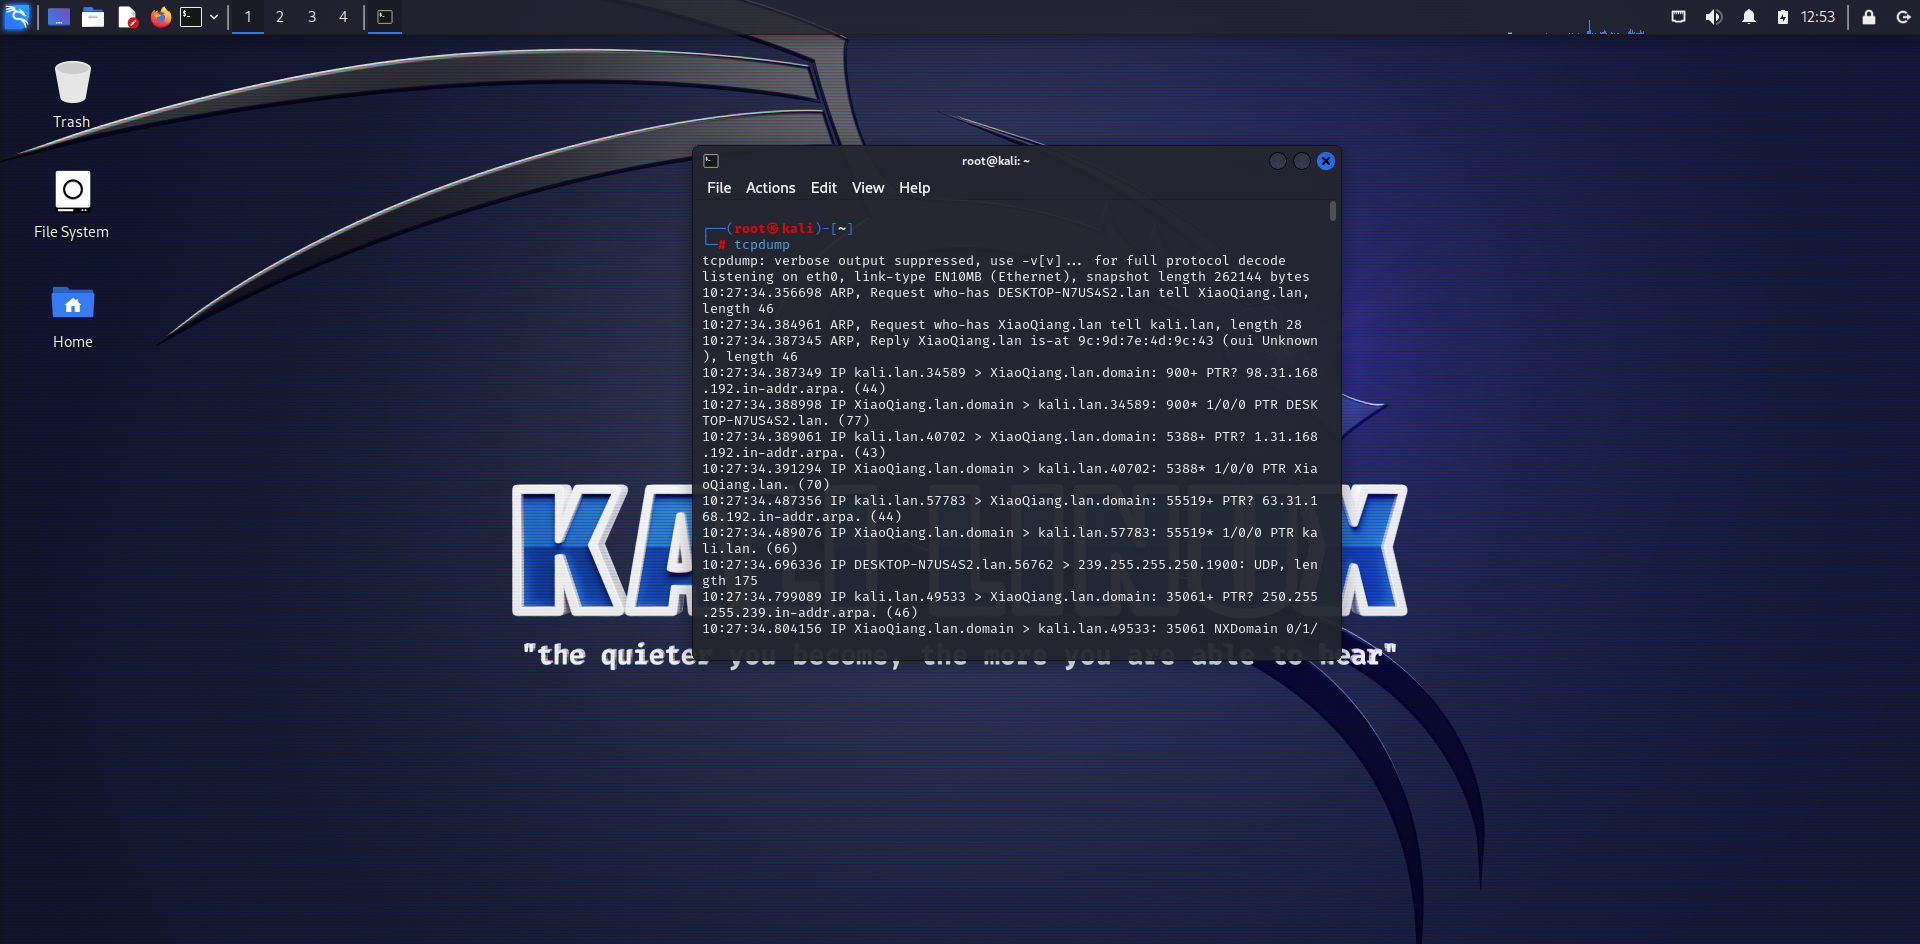 1 2 3 4
12:53
Trash
File System
Home
root@kali: ~
File Actions Edit View Help
┌──(root㉿kali)-[~]
└─# tcpdump
tcpdump: verbose output suppressed, use -v[v]... for full protocol decode
listening on eth0, link-type EN10MB (Ethernet), snapshot length 262144 bytes
10:27:34.356698 ARP, Request who-has DESKTOP-N7US4S2.lan tell XiaoQiang.lan,
length 46
10:27:34.384961 ARP, Request who-has XiaoQiang.lan tell kali.lan, length 28
10:27:34.387345 ARP, Reply XiaoQiang.lan is-at 9c:9d:7e:4d:9c:43 (oui Unknown
), length 46
10:27:34.387349 IP kali.lan.34589 > XiaoQiang.lan.domain: 900+ PTR? 98.31.168
.192.in-addr.arpa. (44)
10:27:34.388998 IP XiaoQiang.lan.domain > kali.lan.34589: 900* 1/0/0 PTR DESK
TOP-N7US4S2.lan. (77)
10:27:34.389061 IP kali.lan.40702 > XiaoQiang.lan.domain: 5388+ PTR? 1.31.168
.192.in-addr.arpa. (43)
10:27:34.391294 IP XiaoQiang.lan.domain > kali.lan.40702: 5388* 1/0/0 PTR Xia
oQiang.lan. (70)
10:27:34.487356 IP kali.lan.57783 > XiaoQiang.lan.domain: 55519+ PTR? 63.31.1
68.192.in-addr.arpa. (44)
10:27:34.489076 IP XiaoQiang.lan.domain > kali.lan.57783: 55519* 1/0/0 PTR ka
li.lan. (66)
10:27:34.696336 IP DESKTOP-N7US4S2.lan.56762 > 239.255.255.250.1900: UDP, len
gth 175
10:27:34.799089 IP kali.lan.49533 > XiaoQiang.lan.domain: 35061+ PTR? 250.255
.255.239.in-addr.arpa. (46)
10:27:34.804156 IP XiaoQiang.lan.domain > kali.lan.49533: 35061 NXDomain 0/1/
KALI LINUX
"the quieter you become, the more you are able to hear"